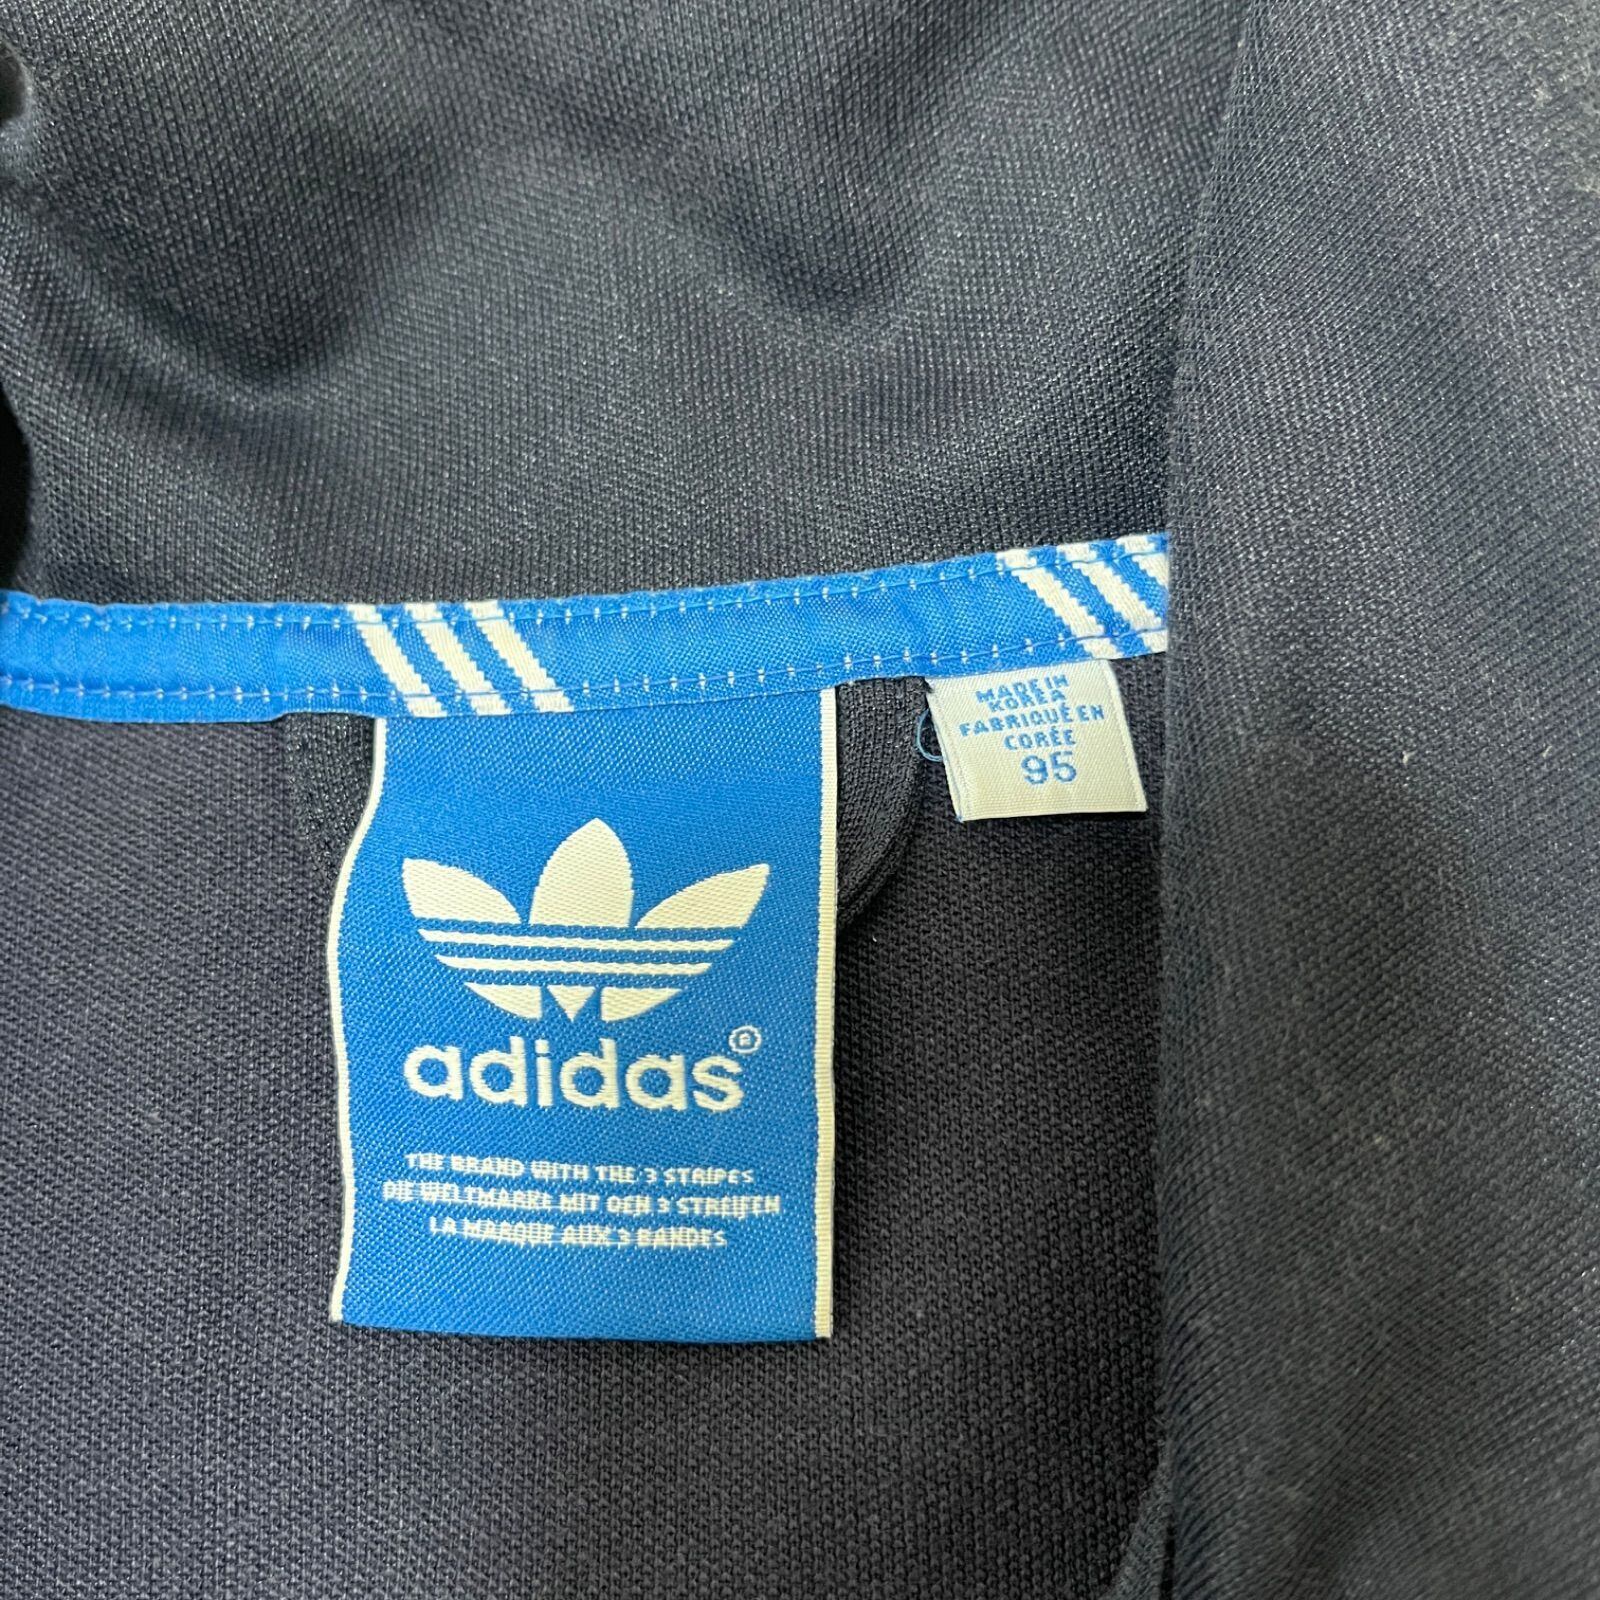 MADE IN
KOREA
FABRIQUÉ EN
CORÉE
95
adidas®
THE BRAND WITH THE 3 STRIPES
DIE WELTMARKE MIT DEN 3 STREIFEN
LA MARQUE AUX 3 BANDES